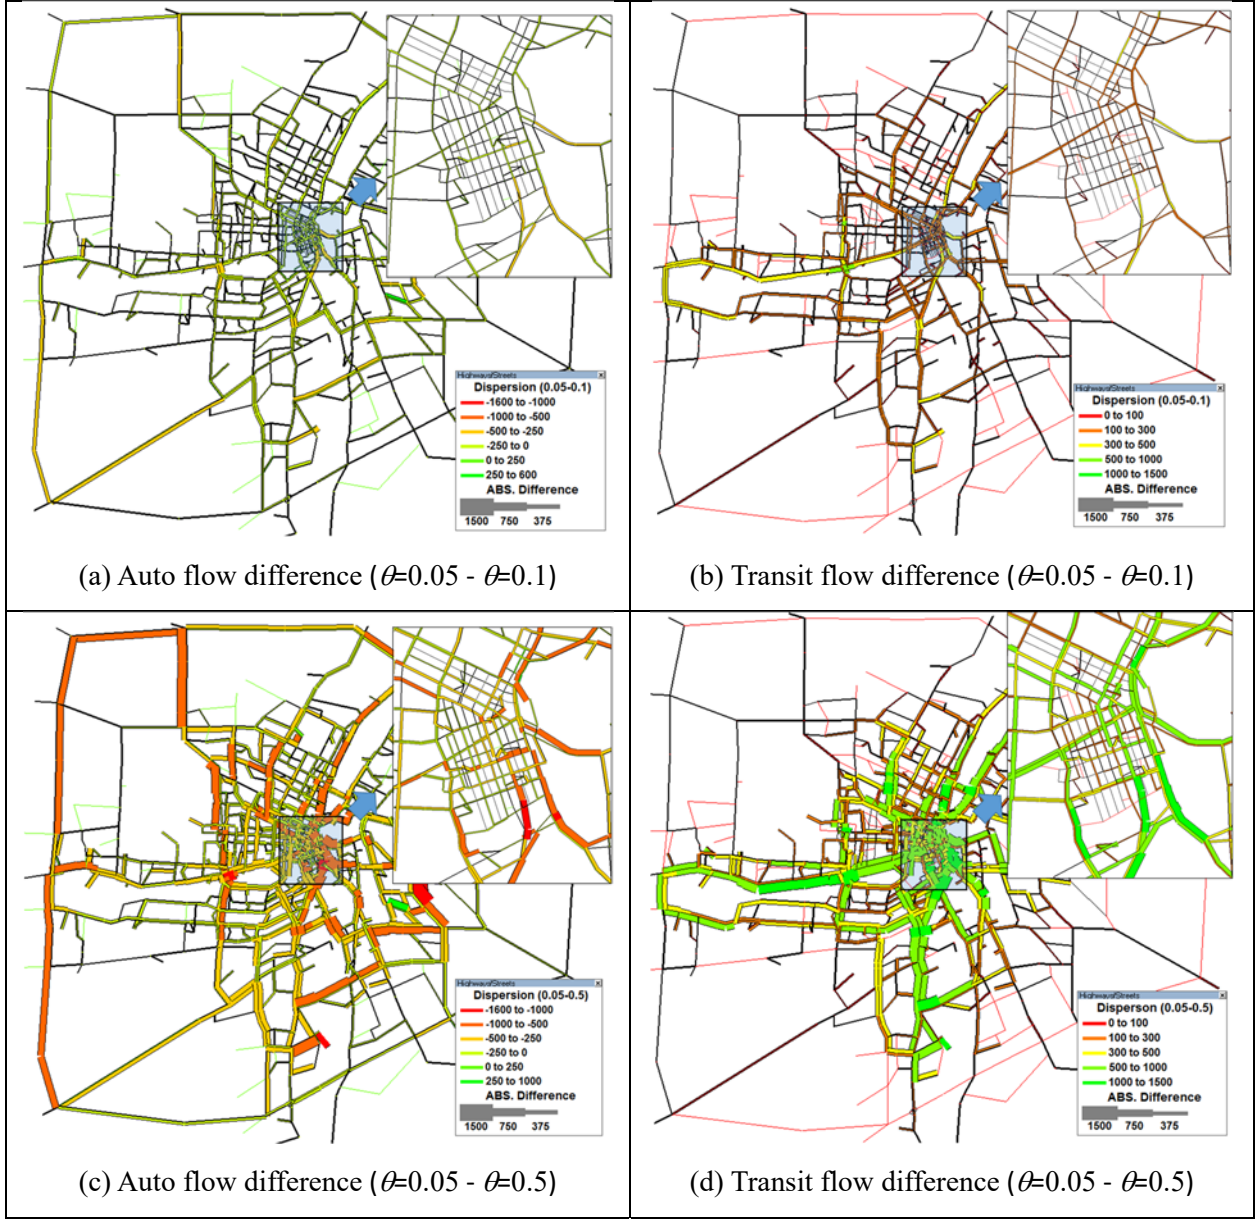 HighwayfStreets
Dispersion (0.05-0.1)
-1600 to -1000
-1000 to -500
-500 to -250
-250 to 0
0 to 250
250 to 600
ABS. Difference
1500 750 375
(a) Auto flow difference (θ=0.05 - θ=0.1)
HighwayfStreets
Dispersion (0.05-0.1)
0 to 100
100 to 300
300 to 500
500 to 1000
1000 to 1500
ABS. Difference
1500 750 375
(b) Transit flow difference (θ=0.05 - θ=0.1)
HighwayfStreets
Dispersion (0.05-0.5)
-1600 to -1000
-1000 to -500
-500 to -250
-250 to 0
0 to 250
250 to 1000
ABS. Difference
1500 750 375
(c) Auto flow difference (θ=0.05 - θ=0.5)
HighwayfStreets
Disperson (0.05-0.5)
0 to 100
100 to 300
300 to 500
500 to 1000
1000 to 1500
ABS. Difference
1500 750 375
(d) Transit flow difference (θ=0.05 - θ=0.5)